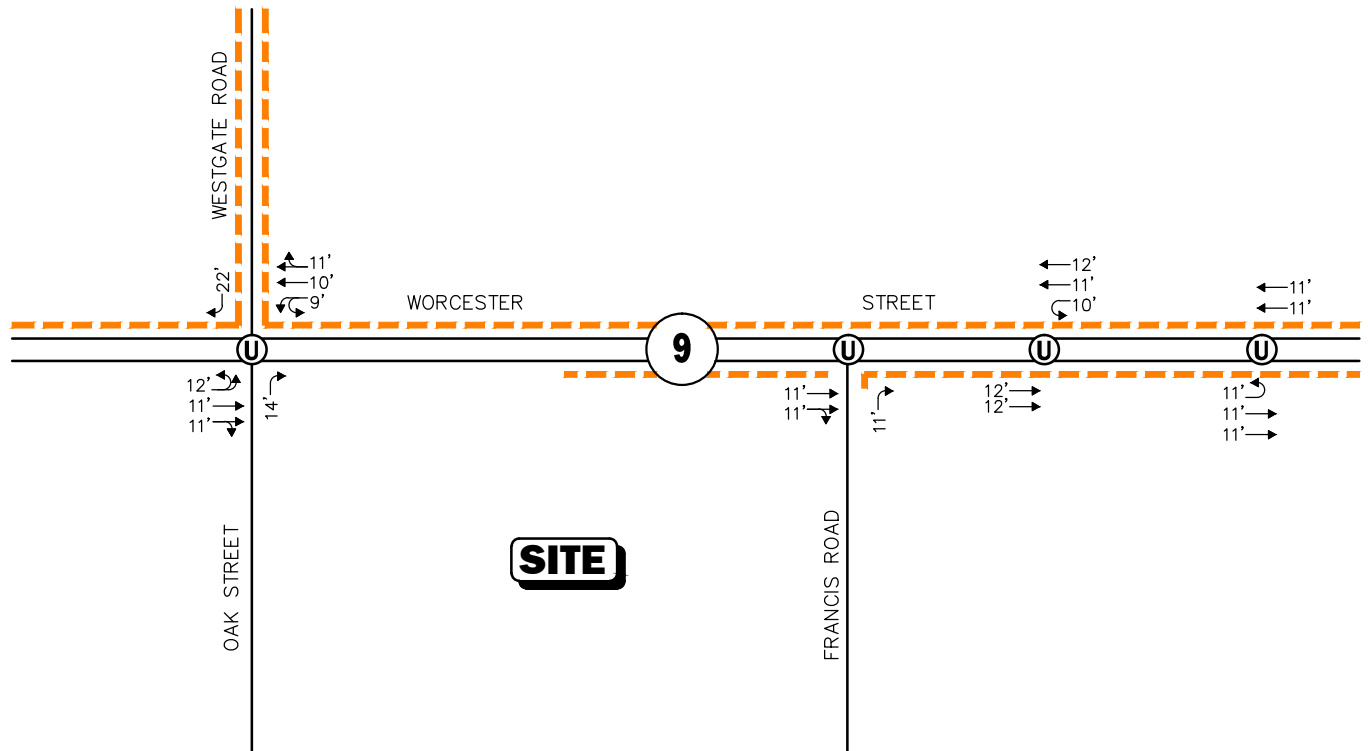 WESTGATE ROAD
22'
11'
10'
9'
WORCESTER
STREET
12'
11'
10'
11'
11'
U
9
U
U
U
12'
11'
11'
14'
11'
11'
11'
12'
12'
11'
11'
11'
OAK STREET
SITE
FRANCIS ROAD